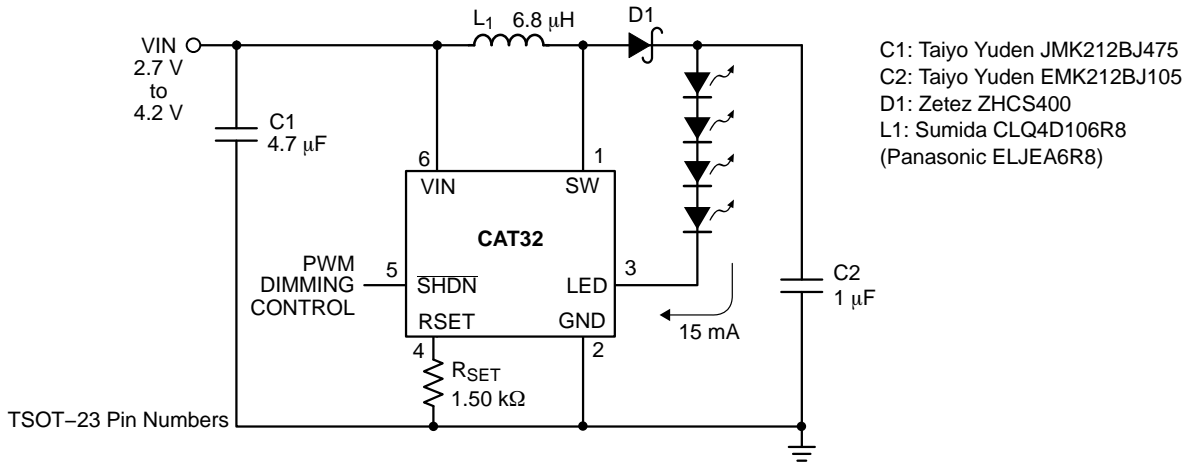 L1 6.8 μH
D1
VIN
2.7 V
to
4.2 V
C1: Taiyo Yuden JMK212BJ475
C2: Taiyo Yuden EMK212BJ105
D1: Zetez ZHCS400
L1: Sumida CLQ4D106R8
(Panasonic ELJEA6R8)
C1
4.7 μF
6
1
VIN
SW
CAT32
PWM
DIMMING
CONTROL
5
SHDN
LED
3
C2
1 μF
RSET
GND
15 mA
4
2
RSET
1.50 kΩ
TSOT−23 Pin Numbers